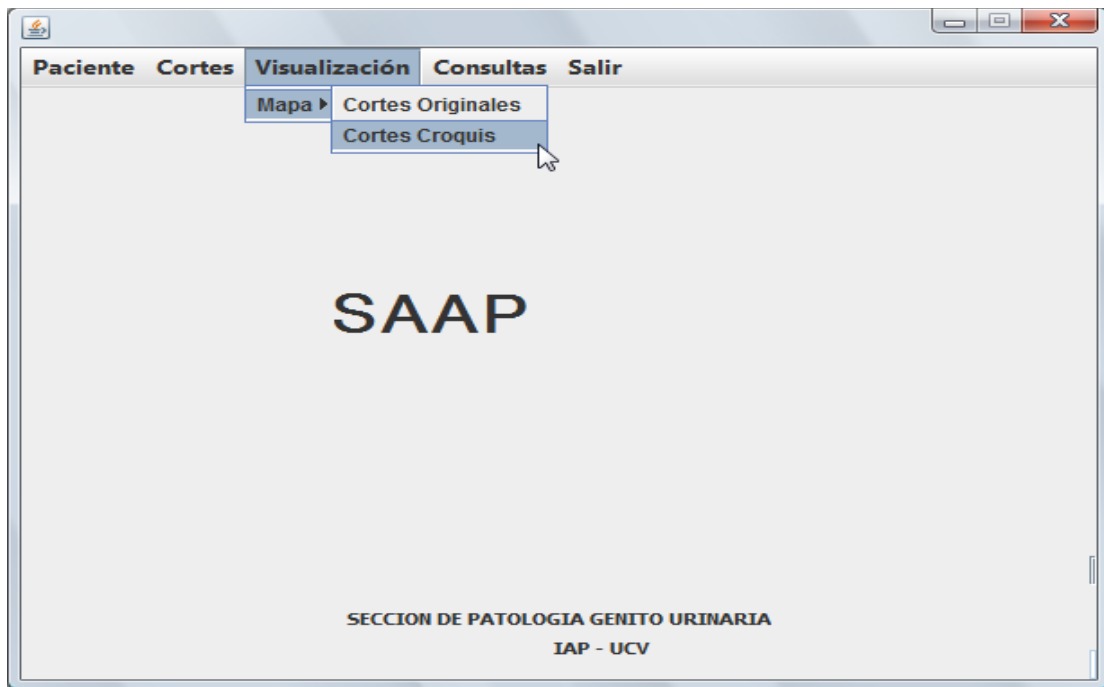 Paciente Cortes Visualización Consultas Salir
Mapa Cortes Originales
Cortes Croquis
SAAP
SECCION DE PATOLOGIA GENITO URINARIA
IAP - UCV